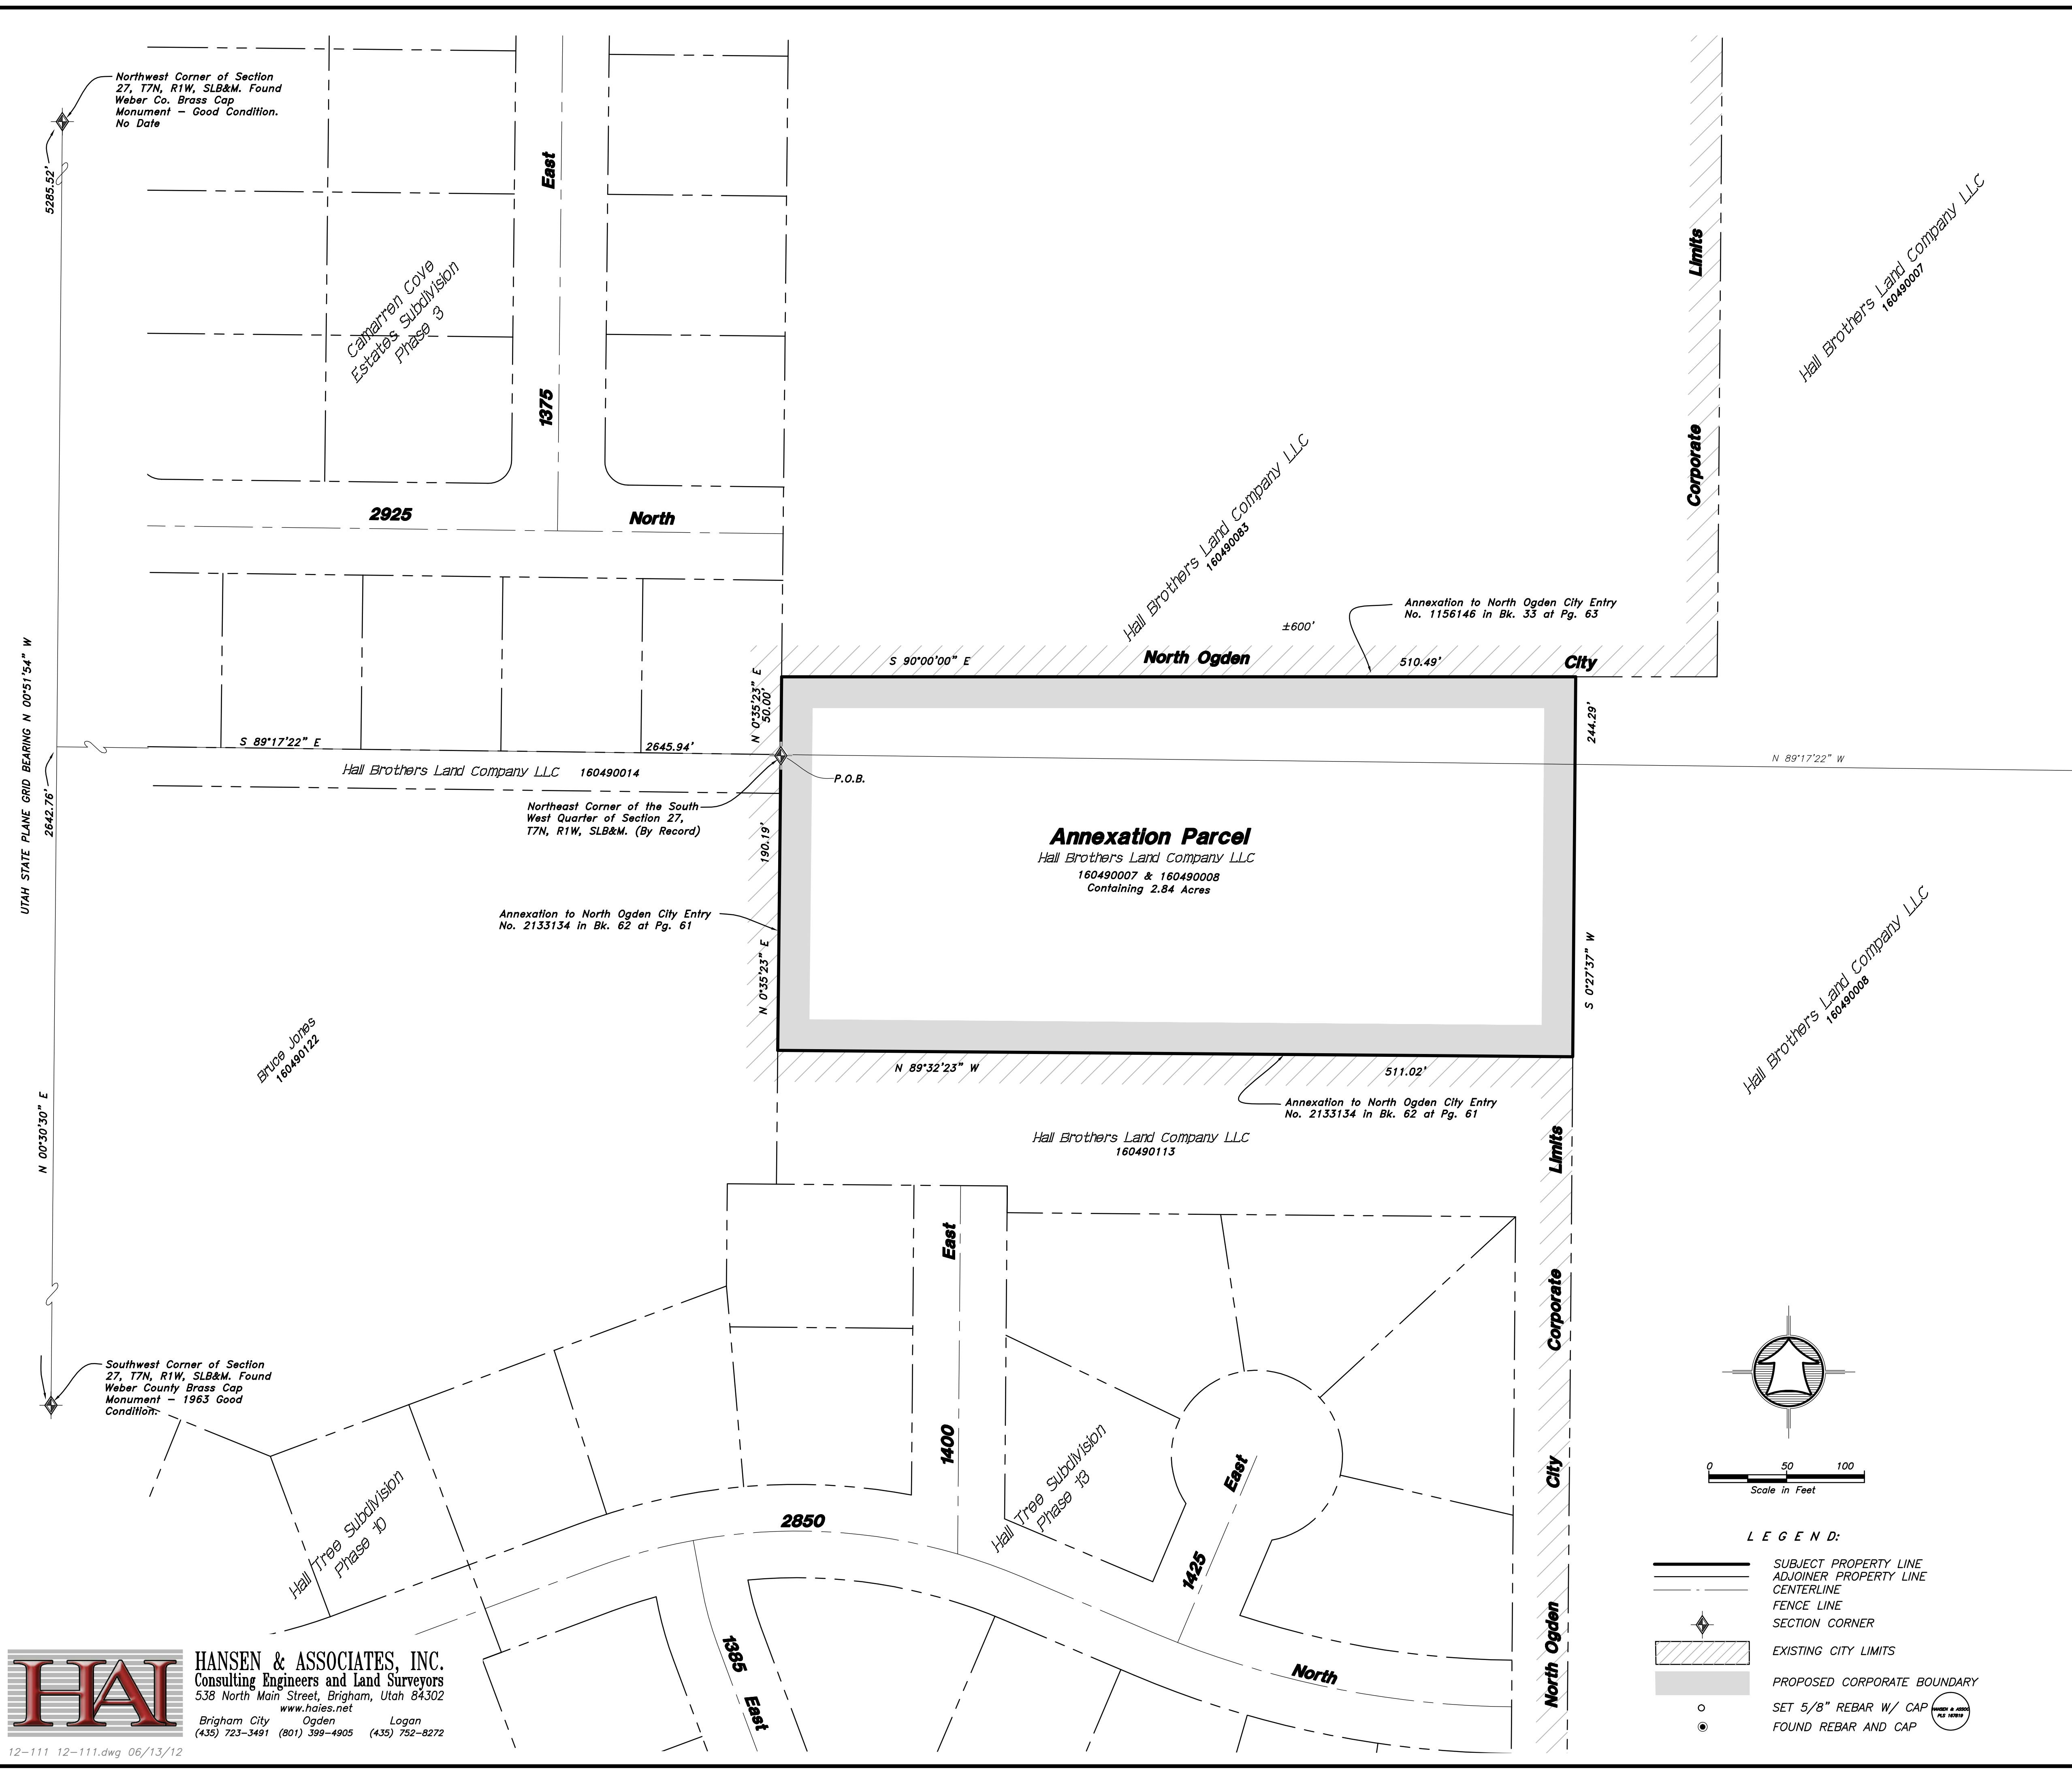 Northwest Corner of Section
27, T7N, R1W, SLB&M. Found
Weber Co. Brass Cap
Monument – Good Condition.
No Date
5285.52'
East
1375
Camarren Cove
Estates Subdivision
Phase 3
2925
North
Limits
Corporate
Hall Brothers Land Company LLC
160490007
Hall Brothers Land Company LLC
160490083
Annexation to North Ogden City Entry
No. 1156146 in Bk. 33 at Pg. 63
±600'
S 90°00'00" E
North Ogden
510.49'
City
N 0°35'23" E
50.00'
244.29'
UTAH STATE PLANE GRID BEARING N 00°51'54" W
2642.76'
S 89°17'22" E
2645.94'
N 89°17'22" W
Hall Brothers Land Company LLC 160490014
P.O.B.
Northeast Corner of the South
West Quarter of Section 27,
T7N, R1W, SLB&M. (By Record)
190.19'
Annexation Parcel
Hall Brothers Land Company LLC
160490007 & 160490008
Containing 2.84 Acres
Annexation to North Ogden City Entry
No. 2133134 in Bk. 62 at Pg. 61
N 0°35'23" E
S 0°27'37" W
Hall Brothers Land Company LLC
160490008
Bruce Jones
160490122
N 00°30'30" E
N 89°32'23" W
511.02'
Annexation to North Ogden City Entry
No. 2133134 in Bk. 62 at Pg. 61
Hall Brothers Land Company LLC
160490113
Limits
Corporate
City
North Ogden
East
1400
Southwest Corner of Section
27, T7N, R1W, SLB&M. Found
Weber County Brass Cap
Monument – 1963 Good
Condition.
Hall Tree Subdivision
Phase 10
Hall Tree Subdivision
Phase 13
East
1425
2850
North
1385
East
0 50 100
Scale in Feet
LEGEND:
SUBJECT PROPERTY LINE
ADJOINER PROPERTY LINE
CENTERLINE
FENCE LINE
SECTION CORNER
EXISTING CITY LIMITS
PROPOSED CORPORATE BOUNDARY
SET 5/8" REBAR W/ CAP
HANSEN & ASSOC
FOUND REBAR AND CAP
HAI
HANSEN & ASSOCIATES, INC.
Consulting Engineers and Land Surveyors
538 North Main Street, Brigham, Utah 84302
www.haies.net
Brigham City Ogden Logan
(435) 723–3491 (801) 399–4905 (435) 752–8272
12–111 12–111.dwg 06/13/12